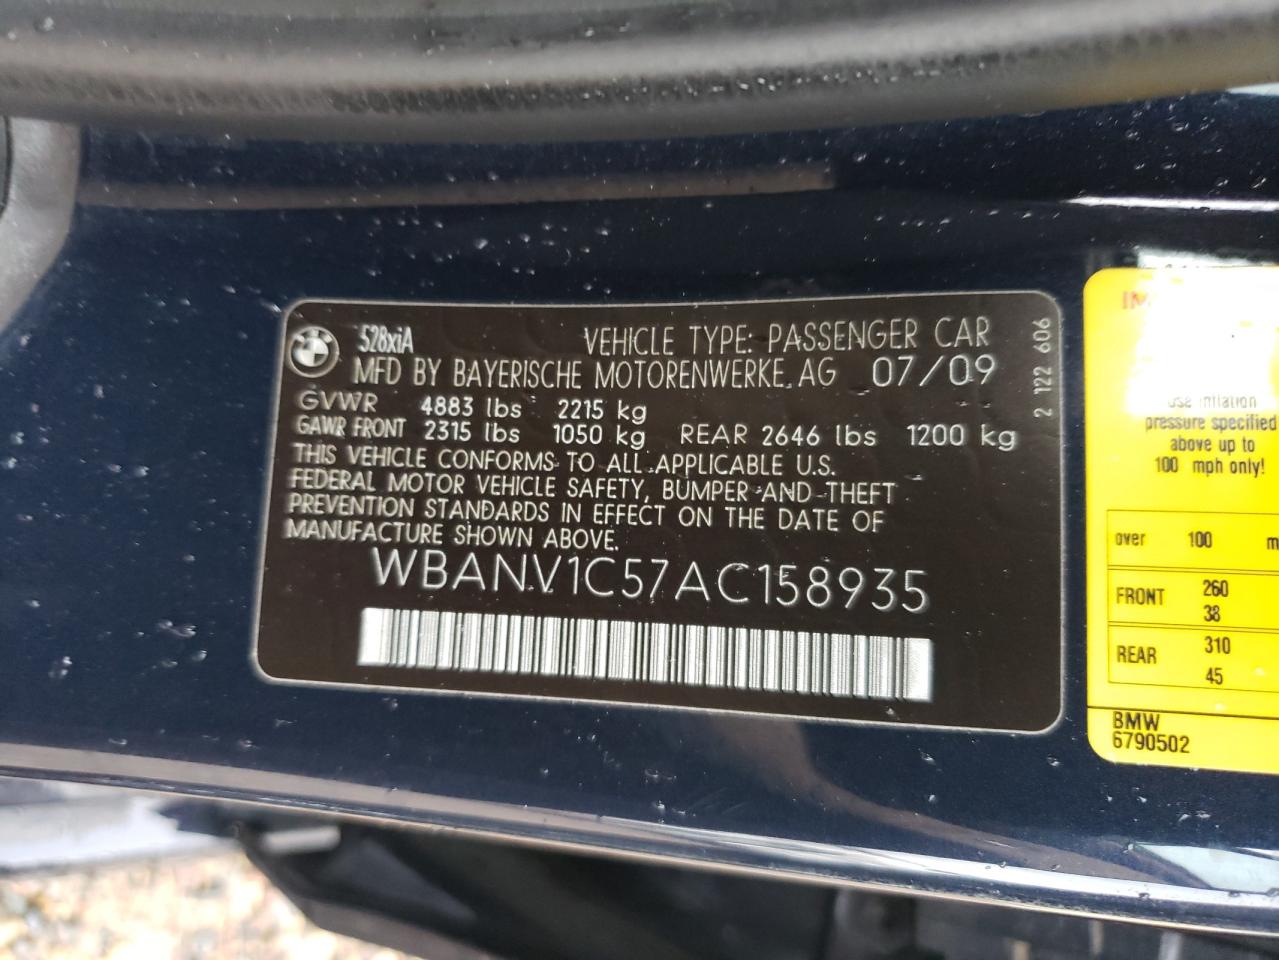 528xiA VEHICLE TYPE: PASSENGER CAR
MFD BY BAYERISCHE MOTORENWERKE AG 07/09
GVWR 4883 lbs 2215 kg
GAWR FRONT 2315 lbs 1050 kg REAR 2646 lbs 1200 kg
THIS VEHICLE CONFORMS TO ALL APPLICABLE U.S.
FEDERAL MOTOR VEHICLE SAFETY, BUMPER AND THEFT
PREVENTION STANDARDS IN EFFECT ON THE DATE OF
MANUFACTURE SHOWN ABOVE.
WBANV1C57AC158935
2 122 606
Use inflation
pressure specified
above up to
100 mph only!
over 100 m
FRONT 260
38
REAR 310
45
BMW
6790502